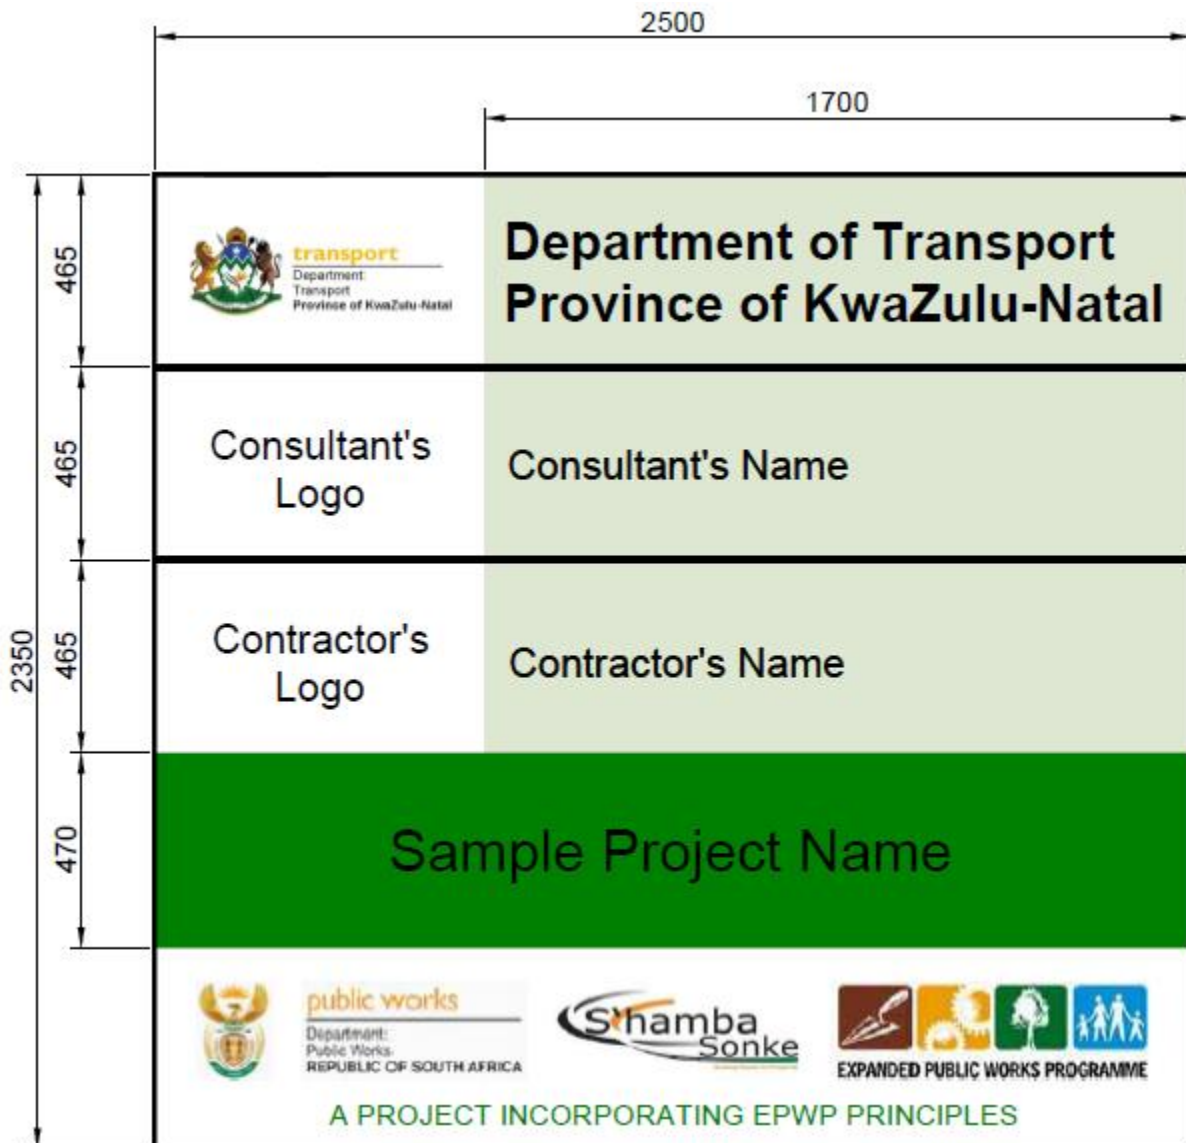 2500
1700
465
transport
Department
Transport
Province of KwaZulu-Natal
Department of Transport
Province of KwaZulu-Natal
465
Consultant's
Logo
Consultant's Name
2350
465
Contractor's
Logo
Contractor's Name
470
Sample Project Name
public works
Department:
Public Works
REPUBLIC OF SOUTH AFRICA
S'hamba
Sonke
EXPANDED PUBLIC WORKS PROGRAMME
A PROJECT INCORPORATING EPWP PRINCIPLES